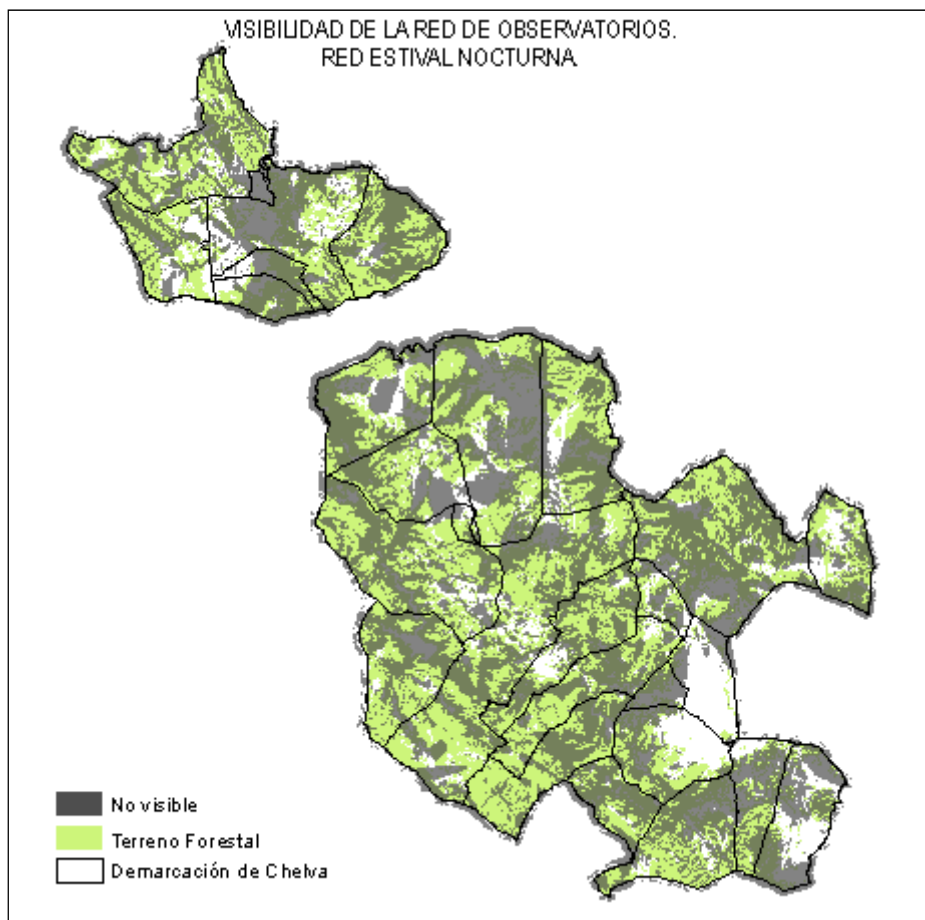 VISIBILIDAD DE LA RED DE OBSERVATORIOS.
RED ESTIVAL NOCTURNA
No visible
Terreno Forestal
Demarcación de Chelva